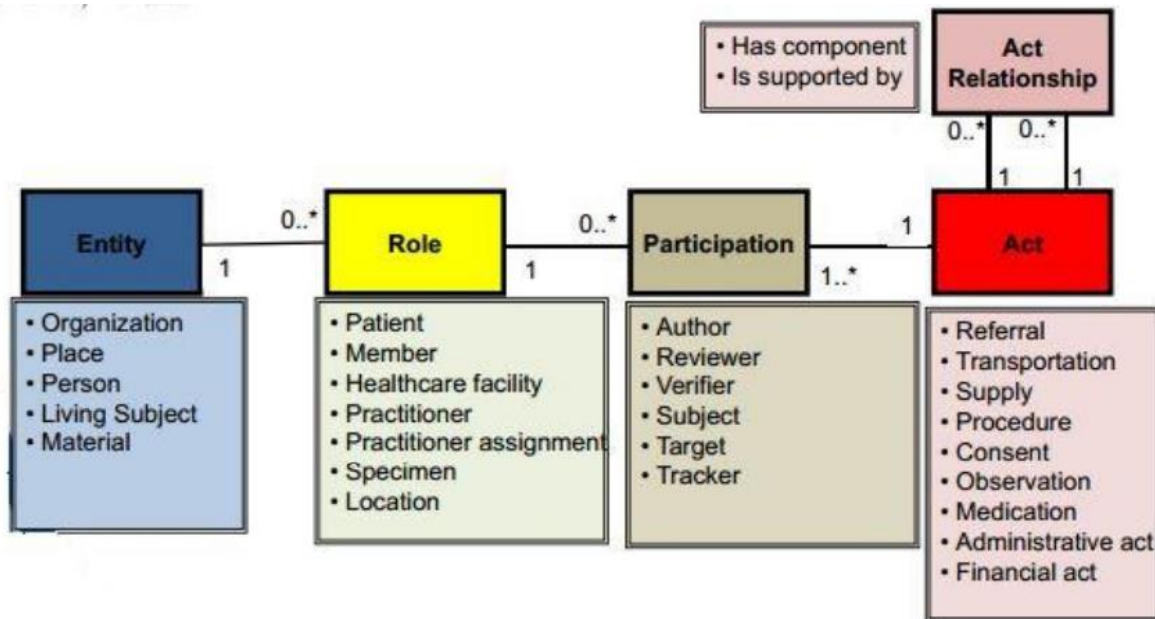 • Has component
• Is supported by
Act
Relationship
0..*
0..*
1
1
Entity
1
0..*
Role
1
0..*
Participation
1..*
1
Act
• Organization
• Place
• Person
• Living Subject
• Material
• Patient
• Member
• Healthcare facility
• Practitioner
• Practitioner assignment
• Specimen
• Location
• Author
• Reviewer
• Verifier
• Subject
• Target
• Tracker
• Referral
• Transportation
• Supply
• Procedure
• Consent
• Observation
• Medication
• Administrative act
• Financial act